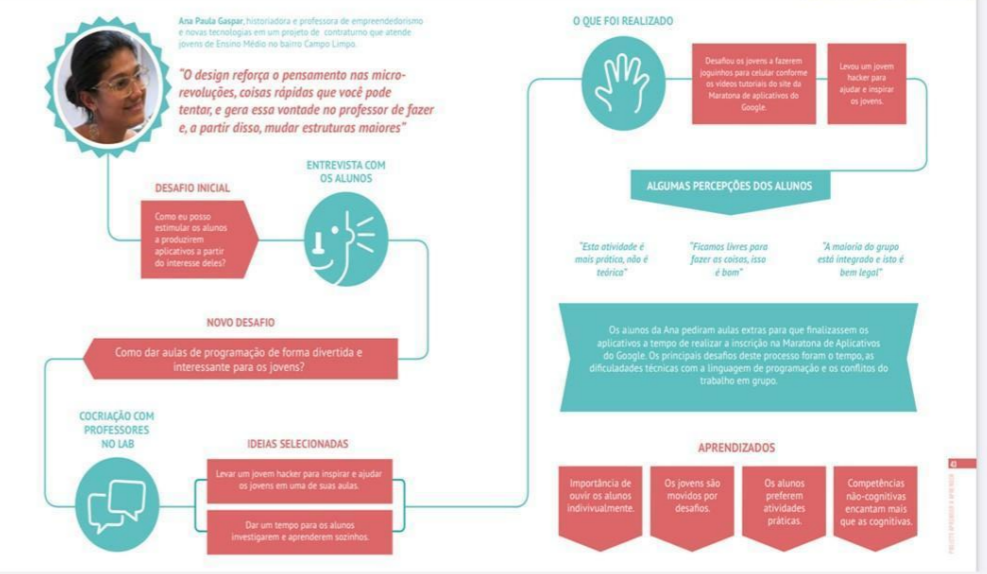 Ana Paula Gaspar, historiadora e professora de empreendedorismo
e novas tecnologias em um projeto de contraturno que atende
jovens de Ensino Médio no bairro Campo Limpo.
"O design reforça o pensamento nas micro-
revoluções, coisas rápidas que você pode
tentar, e gera essa vontade no professor de fazer
e, a partir disso, mudar estruturas maiores"
DESAFIO INICIAL
Como eu posso
estimular os alunos
a produzirem
aplicativos a partir
do interesse deles?
ENTREVISTA COM
OS ALUNOS
NOVO DESAFIO
Como dar aulas de programação de forma divertida e
interessante para os jovens?
COCRIAÇÃO COM
PROFESSORES
NO LAB
IDEIAS SELECIONADAS
Levar um jovem hacker para inspirar e ajudar
os jovens em uma de suas aulas.
Dar um tempo para os alunos
investigarem e aprenderem sozinhos.
O QUE FOI REALIZADO
Desafiou os jovens a fazerem
joguinhos para celular conforme
os vídeos tutoriais do site da
Maratona de aplicativos do
Google.
Levou um jovem
hacker para
ajudar e inspirar
os jovens.
ALGUMAS PERCEPÇÕES DOS ALUNOS
"Esta atividade é
mais prática, não é
teórica"
"Ficamos livres para
fazer as coisas, isso
é bom"
"A maioria do grupo
está integrado e isto é
bem legal"
Os alunos da Ana pediram aulas extras para que finalizassem os
aplicativos a tempo de realizar a inscrição na Maratona de Aplicativos
do Google. Os principais desafios deste processo foram o tempo, as
dificuladades técnicas com a linguagem de programação e os conflitos do
trabalho em grupo.
APRENDIZADOS
Importância de
ouvir os alunos
indivivualmente.
Os jovens são
movidos por
desafios.
Os alunos
preferem
atividades
práticas.
Competências
não-cognitivas
encantam mais
que as cognitivas.
43